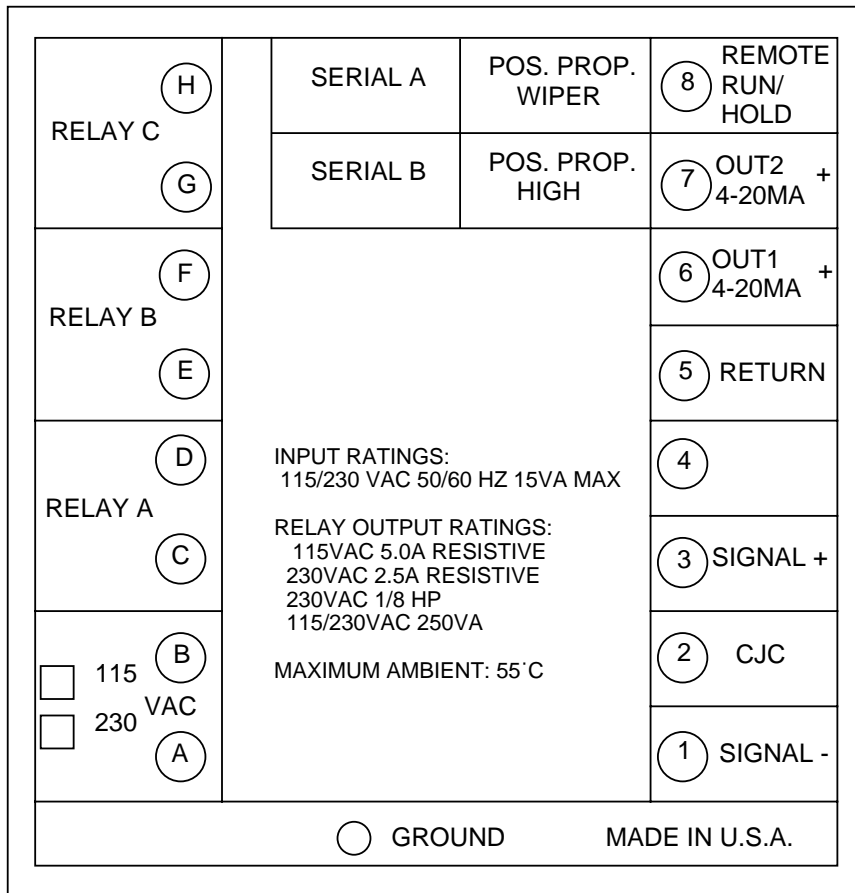 H
RELAY C
G
F
RELAY B
E
D
RELAY A
C
B
115
VAC
230
A
SERIAL A
POS. PROP.
WIPER
SERIAL B
POS. PROP.
HIGH
INPUT RATINGS:
115/230 VAC 50/60 HZ 15VA MAX
RELAY OUTPUT RATINGS:
115VAC 5.0A RESISTIVE
230VAC 2.5A RESISTIVE
230VAC 1/8 HP
115/230VAC 250VA
MAXIMUM AMBIENT: 55˙C
8 REMOTE
RUN/
HOLD
7 OUT2 +
4-20MA
6 OUT1 +
4-20MA
5 RETURN
4
3 SIGNAL +
2 CJC
1 SIGNAL -
GROUND
MADE IN U.S.A.